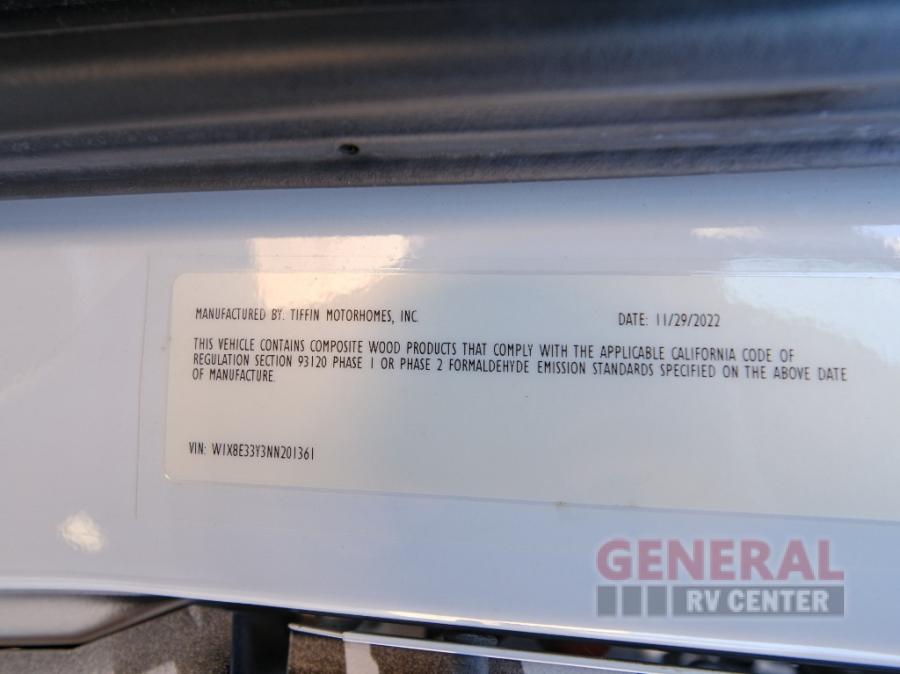 MANUFACTURED BY: TIFFIN MOTORHOMES, INC. DATE: 11/29/2022
THIS VEHICLE CONTAINS COMPOSITE WOOD PRODUCTS THAT COMPLY WITH THE APPLICABLE CALIFORNIA CODE OF
REGULATION SECTION 93120 PHASE 1 OR PHASE 2 FORMALDEHYDE EMISSION STANDARDS SPECIFIED ON THE ABOVE DATE
OF MANUFACTURE.
VIN: W1X8E33Y3NN201361
GENERAL
RV CENTER